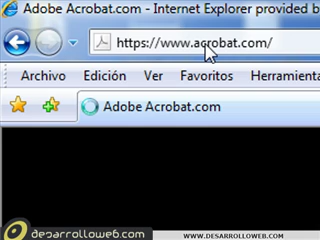 Adobe Acrobat.com - Internet Explorer provided b
https://www.acrobat.com/
Archivo Edición Ver Favoritos Herramienta
Adobe Acrobat.com
desarrolloweb.com
WWW.DESARROLLOWEB.COM